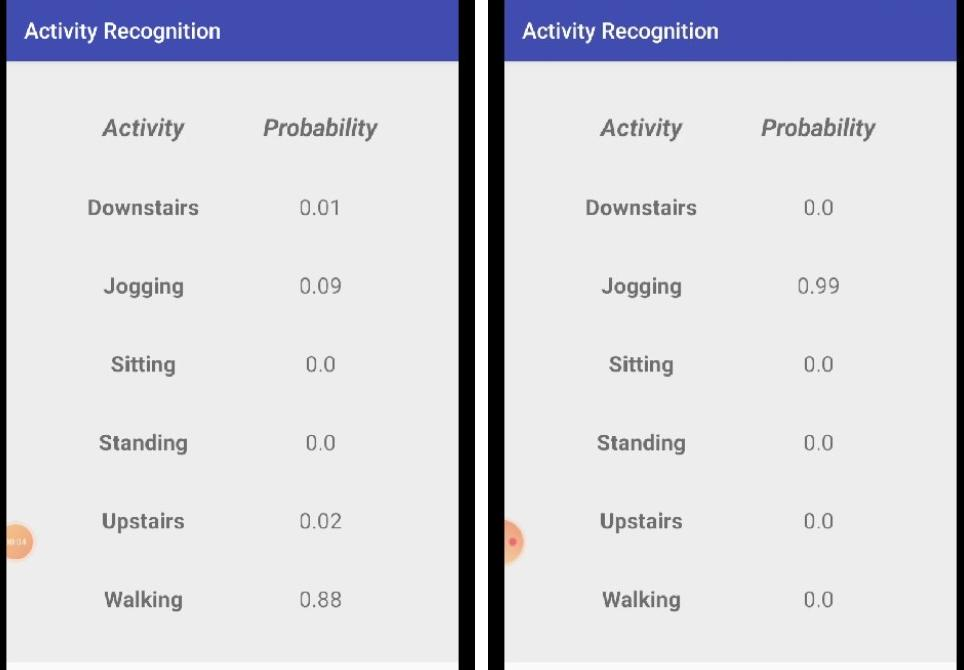 Activity Recognition
Activity Probability
Downstairs 0.01
Jogging 0.09
Sitting 0.0
Standing 0.0
Upstairs 0.02
Walking 0.88
Activity Recognition
Activity Probability
Downstairs 0.0
Jogging 0.99
Sitting 0.0
Standing 0.0
Upstairs 0.0
Walking 0.0